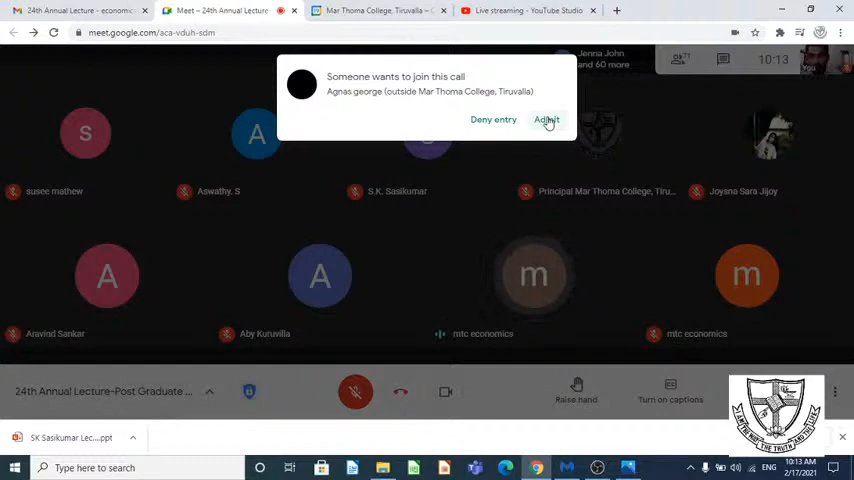 24th Annual Lecture - economic
Meet – 24th Annual Lecture
Mar Thoma College, Tiruvalla – C
Live streaming - YouTube Studio
meet.google.com/aca-vduh-sdm
Jenna John
and 60 more
71
10:13
You
Someone wants to join this call
Agnas george (outside Mar Thoma College, Tiruvalla)
Deny entry
Admit
s
A
susee mathew
Aswathy, S
S.K. Sasikumar
Principal Mar Thoma College, Tiru...
Joysna Sara Jijoy
A
A
m
m
Aravind Sankar
Aby Kuruvilla
mtc economics
mtc economics
24th Annual Lecture-Post Graduate ...
Raise hand
Turn on captions
SK Sasikumar Lec....ppt
Type here to search
ENG
10:13 AM
2/17/2021